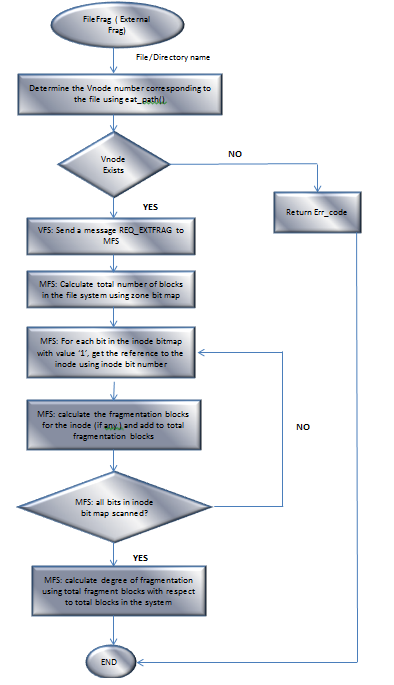 FileFrag ( External
Frag)
File/Directory name
Determine the Vnode number corresponding to
the file using eat_path().
Vnode
Exists
NO
YES
Return Err_code
VFS: Send a message REQ_EXTFRAG to
MFS
MFS: Calculate total number of blocks
in the file system using zone bit map
MFS: For each bit in the inode bitmap
with value '1', get the reference to the
inode using inode bit number
MFS: calculate the fragmentation blocks
for the inode (if any ) and add to total
fragmentation blocks
NO
MFS: all bits in inode
bit map scanned?
YES
MFS: calculate degree of fragmentation
using total fragment blocks with respect
to total blocks in the system
END